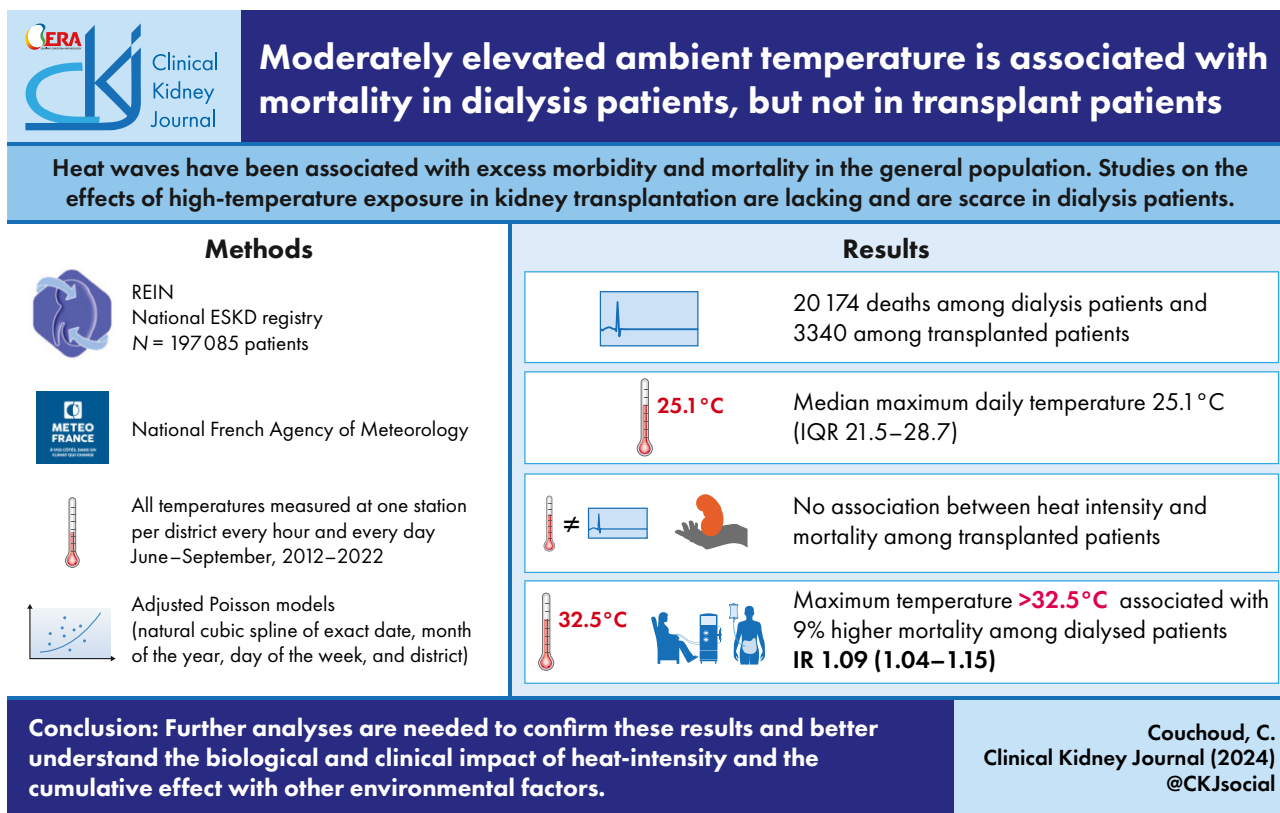 ERA
CKJ
Clinical
Kidney
Journal
Moderately elevated ambient temperature is associated with
mortality in dialysis patients, but not in transplant patients
Heat waves have been associated with excess morbidity and mortality in the general population. Studies on the
effects of high-temperature exposure in kidney transplantation are lacking and are scarce in dialysis patients.
Methods
REIN
National ESKD registry
N = 197 085 patients
METEO
FRANCE
À VOS CÔTÉS, DANS UN
CLIMAT QUI CHANGE
National French Agency of Meteorology
All temperatures measured at one station
per district every hour and every day
June–September, 2012–2022
Adjusted Poisson models
(natural cubic spline of exact date, month
of the year, day of the week, and district)
Results
20 174 deaths among dialysis patients and
3340 among transplanted patients
25.1 °C
Median maximum daily temperature 25.1 °C
(IQR 21.5–28.7)
≠
No association between heat intensity and
mortality among transplanted patients
32.5°C
Maximum temperature >32.5°C associated with
9% higher mortality among dialysed patients
IR 1.09 (1.04–1.15)
Conclusion: Further analyses are needed to confirm these results and better
understand the biological and clinical impact of heat-intensity and the
cumulative effect with other environmental factors.
Couchoud, C.
Clinical Kidney Journal (2024)
@CKJsocial